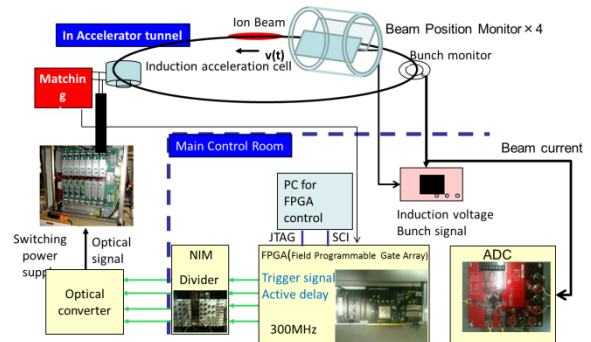 In Accelerator tunnel
Ion Beam
v(t)
Beam Position Monitor×4
Bunch monitor
Induction acceleration cell
Matchin
g
Main Control Room
Beam current
PC for
FPGA
control
JTAG
SCI
Induction voltage
Bunch signal
Switching
power
supp
Optical
signal
Optical
converter
NIM
Divider
FPGA(Field Programmable Gate Array)
Trigger signal
Active delay
300MHz
ADC